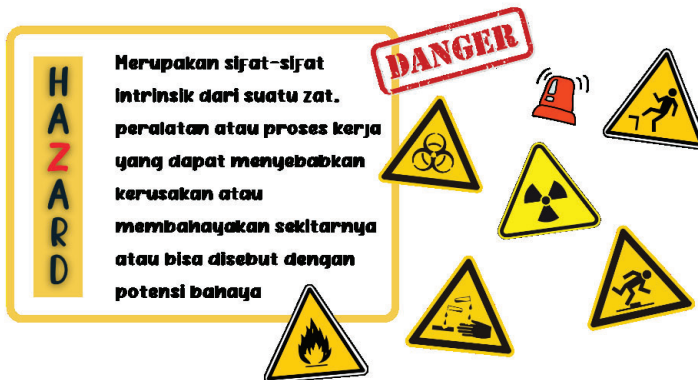 HAZARD
Merupakan sifat-sifat
intrinsik dari suatu zat.
peralatan atau proses kerja
yang dapat menyebabkan
kerusakan atau
membahayakan sekitarnya
atau bisa disebut dengan
potensi bahaya
DANGER